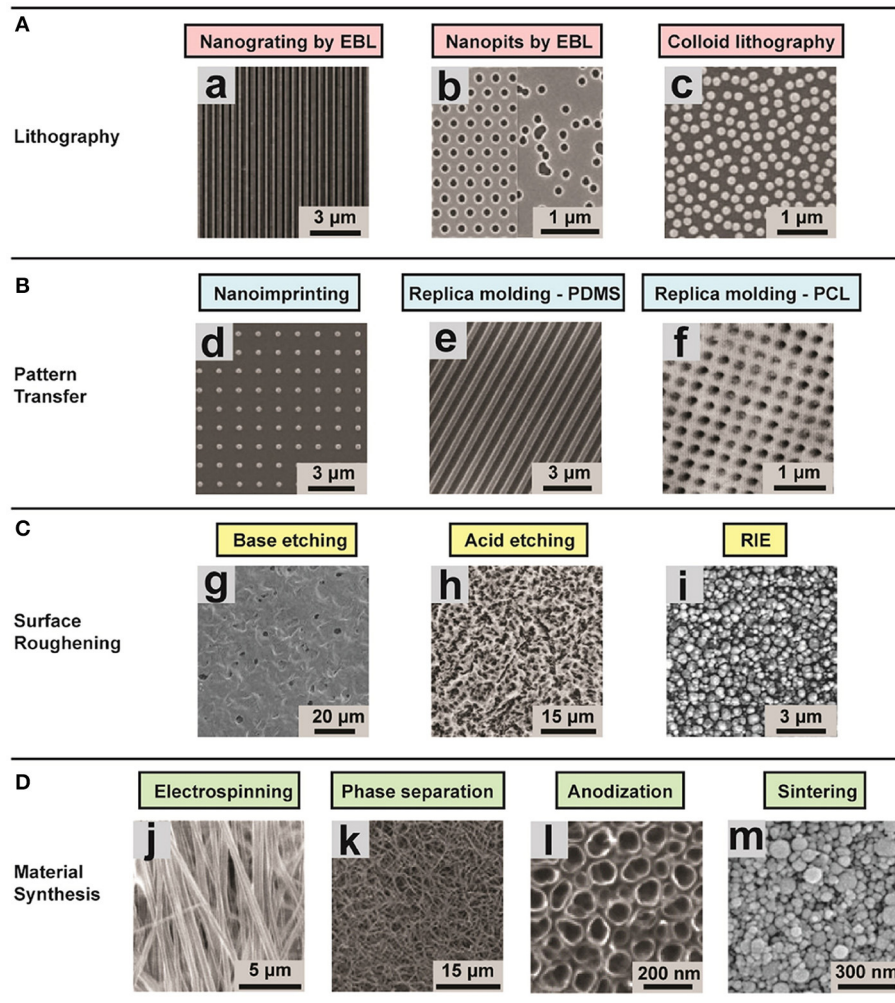 A
Nanograting by EBL
Nanopits by EBL
Colloid lithography
Lithography
a
b
c
3 µm
1 µm
1 µm
B
Nanoimprinting
Replica molding - PDMS
Replica molding - PCL
Pattern
Transfer
d
e
f
3 µm
3 µm
1 µm
C
Base etching
Acid etching
RIE
Surface
Roughening
g
h
i
20 µm
15 µm
3 µm
D
Electrospinning
Phase separation
Anodization
Sintering
Material
Synthesis
j
k
l
m
5 µm
15 µm
200 nm
300 nm